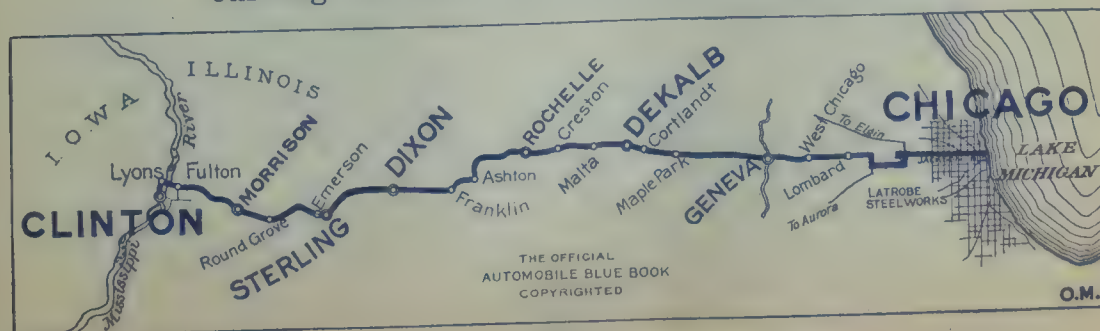 IOWA
ILLINOIS
River
Lyons
Fulton
CLINTON
Mississippi
MORRISON
Round Grove
Emerson
STERLING
DIXON
Franklin
Ashton
ROCHELLE
Creston
Malta
DEKALB
Cortlandt
Maple Park
GENEVA
West Chicago
Lombard
To Elgin
To Aurora
LATROBE
STEELWORKS
CHICAGO
LAKE
MICHIGAN
THE OFFICIAL
AUTOMOBILE BLUE BOOK
COPYRIGHTED
O.M.